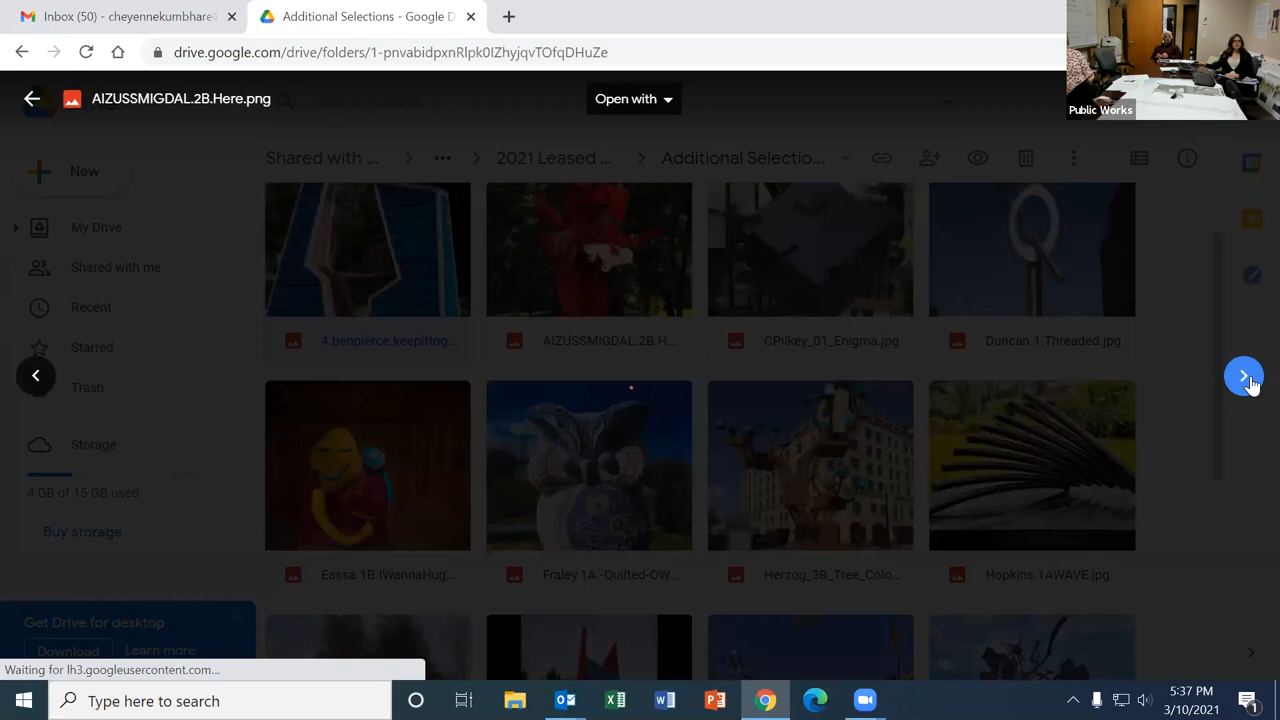 Inbox (50) - cheyennekumbhare@
Additional Selections - Google D
drive.google.com/drive/folders/1-pnvabidpxnRlpk0IZhyjqvTOfqDHuZe
AIZUSSMIGDAL.2B.Here.png
Open with
Public Works
New
Shared with ...
2021 Leased ...
Additional Selectio...
My Drive
Shared with me
Recent
Starred
Trash
Storage
4 GB of 15 GB used
Buy storage
4.benpierce.keepittog...
AIZUSSMIGDAL.2B.H...
CPilkey_01_Enigma.jpg
Duncan.1.Threaded.jpg
Eassa.1B.IWannaHug...
Fraley.1A.-Quilted-OW...
Herzog_3B_Tree_Colo...
Hopkins.1AWAVE.jpg
Get Drive for desktop
Download
Learn more
Waiting for lh3.googleusercontent.com...
Type here to search
5:37 PM
3/10/2021
1